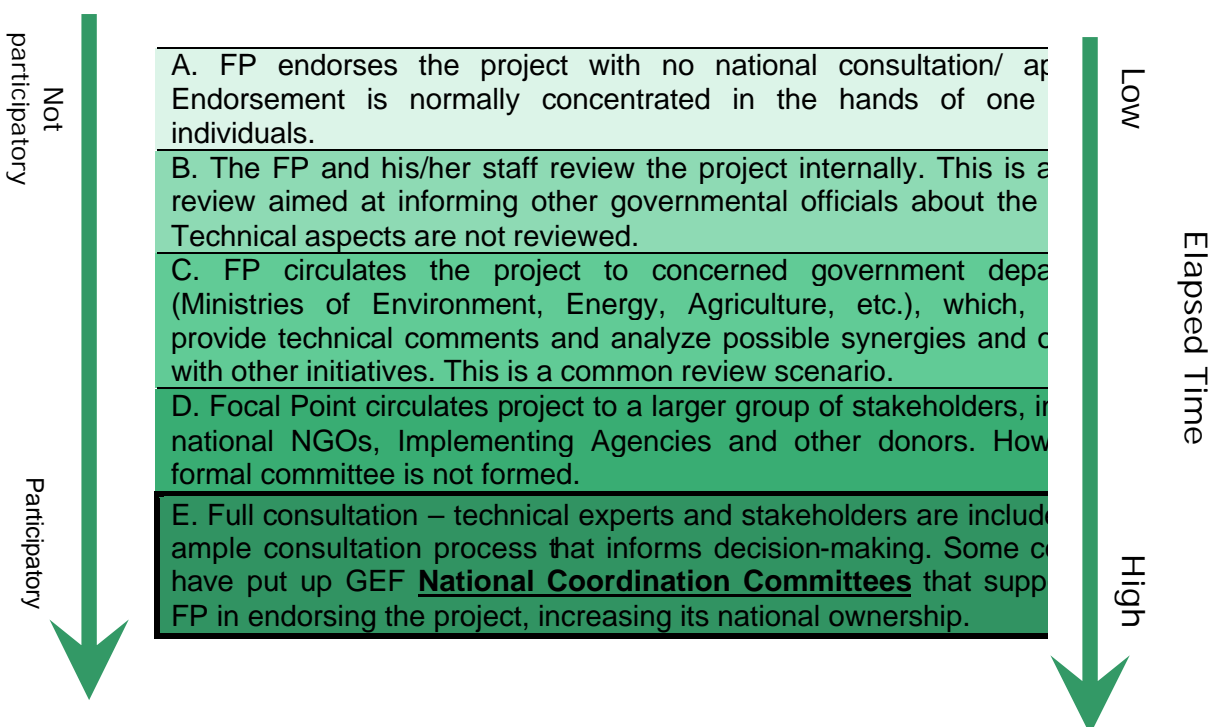 Not
participatory
A. FP endorses the project with no national consultation/ ap
Endorsement is normally concentrated in the hands of one
individuals.
B. The FP and his/her staff review the project internally. This is a
review aimed at informing other governmental officials about the
Technical aspects are not reviewed.
C. FP circulates the project to concerned government depa
(Ministries of Environment, Energy, Agriculture, etc.), which,
provide technical comments and analyze possible synergies and o
with other initiatives. This is a common review scenario.
D. Focal Point circulates project to a larger group of stakeholders, in
national NGOs, Implementing Agencies and other donors. How
formal committee is not formed.
E. Full consultation – technical experts and stakeholders are include
ample consultation process that informs decision-making. Some co
have put up GEF National Coordination Committees that supp
FP in endorsing the project, increasing its national ownership.
Participatory
Low
Elapsed Time
High